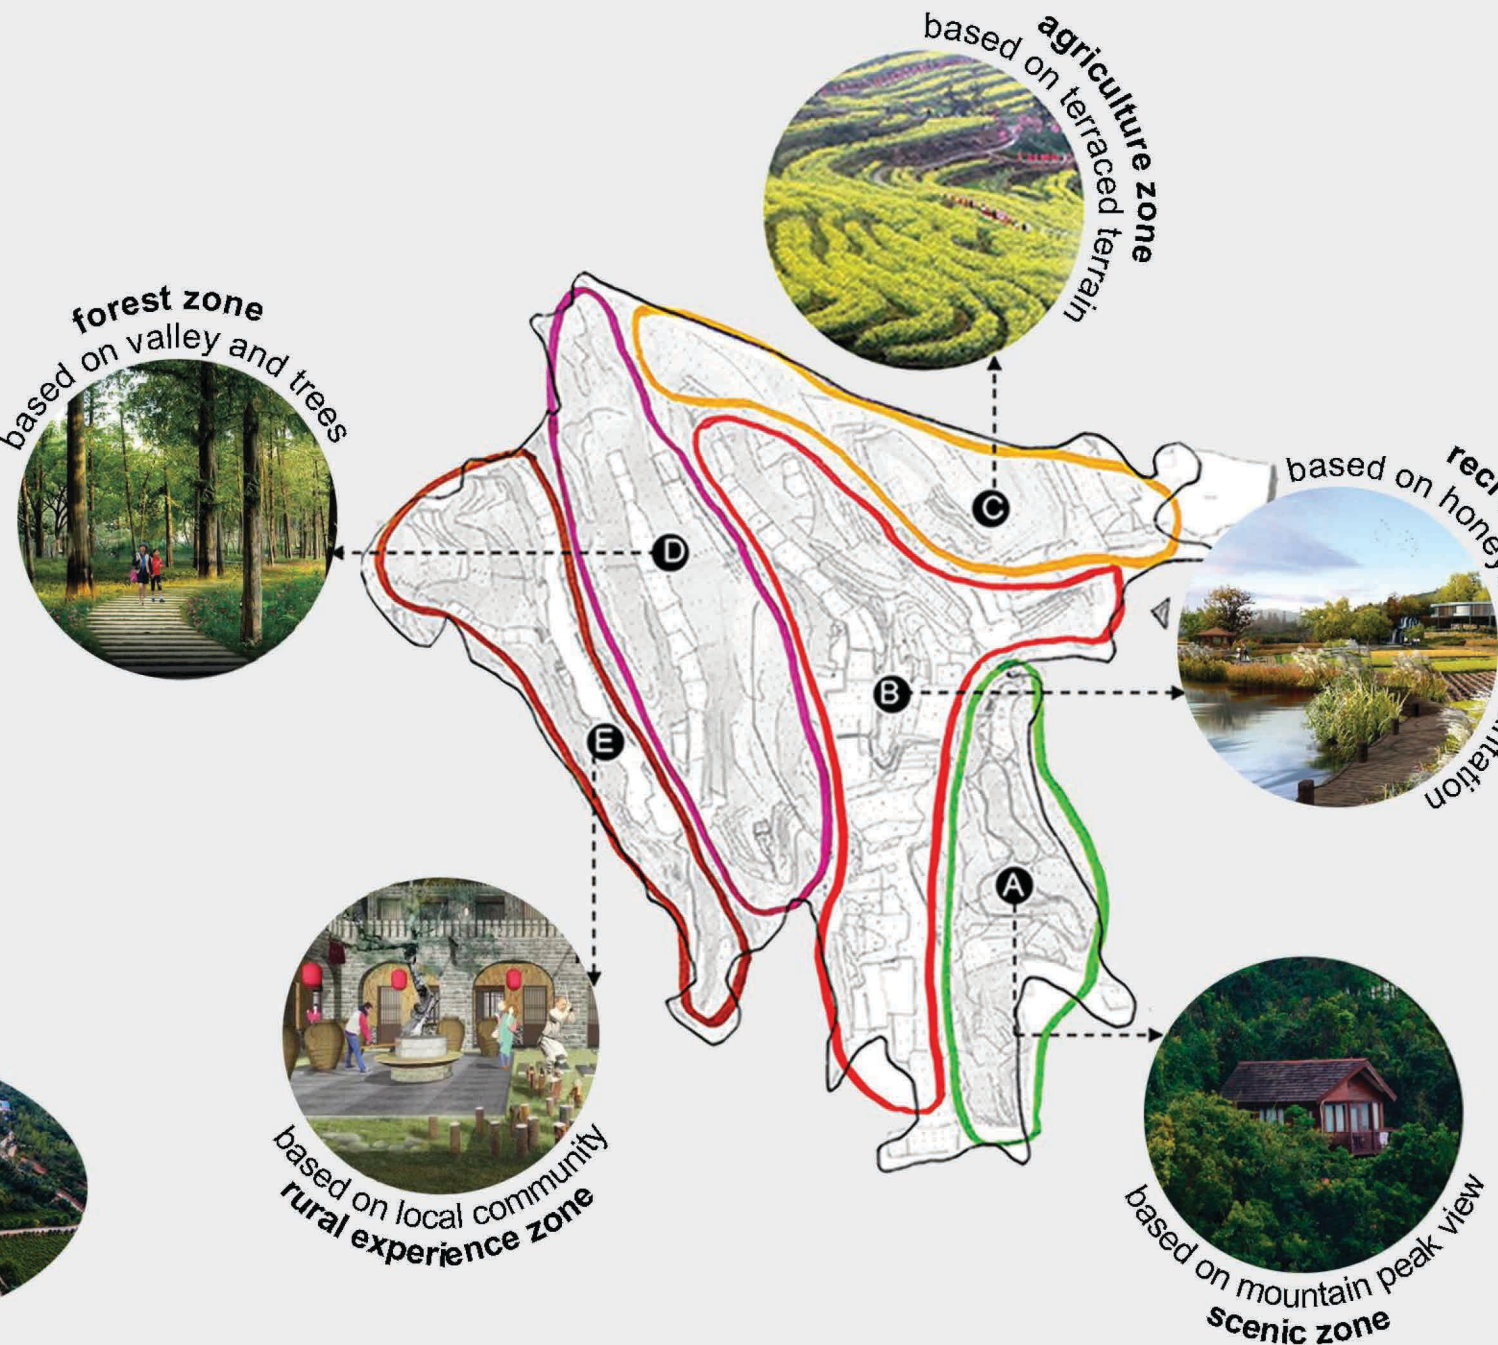 agriculture zone
based on terraced terrain
forest zone
based on valley and trees
based on honey
C
D
B
E
A
based on local community
rural experience zone
based on mountain peak view
scenic zone